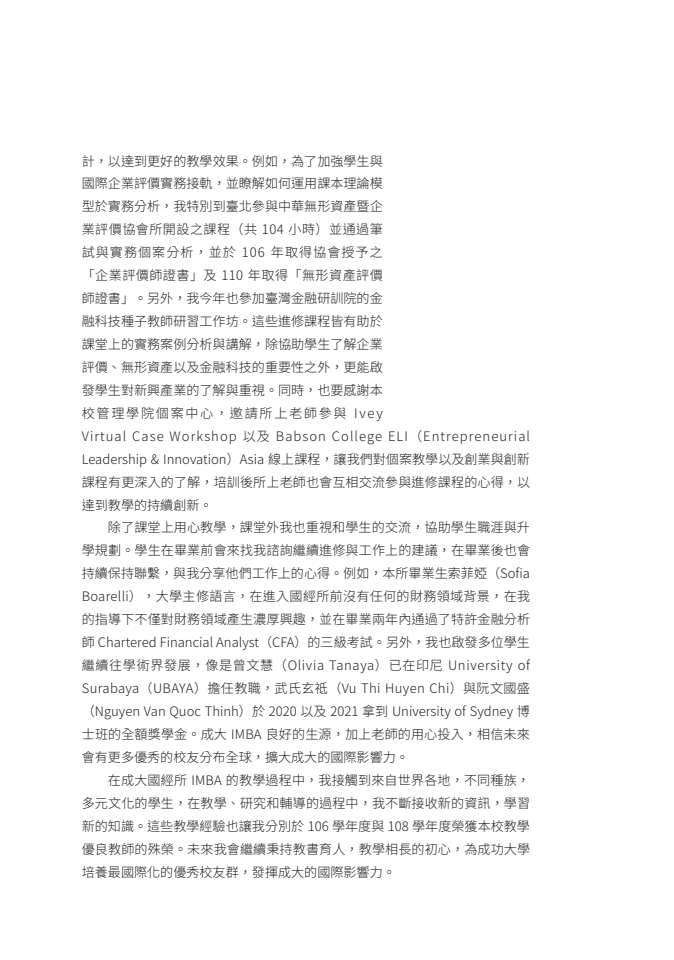 計，以達到更好的教學效果。例如，為了加強學生與
國際企業評價實務接軌，並瞭解如何運用課本理論模
型於實務分析，我特別到臺北參與中華無形資產暨企
業評價協會所開設之課程（共 104 小時）並通過筆
試與實務個案分析，並於 106 年取得協會授予之
「企業評價師證書」及 110 年取得「無形資產評價
師證書」。另外，我今年也參加臺灣金融研訓院的金
融科技種子教師研習工作坊。這些進修課程皆有助於
課堂上的實務案例分析與講解，除協助學生了解企業
評價、無形資產以及金融科技的重要性之外，更能啟
發學生對新興產業的了解與重視。同時，也要感謝本
校管理學院個案中心，邀請所上老師參與 Ivey
Virtual Case Workshop 以及 Babson College ELI（Entrepreneurial
Leadership & Innovation）Asia 線上課程，讓我們對個案教學以及創業與創新
課程有更深入的了解，培訓後所上老師也會互相交流參與進修課程的心得，以
達到教學的持續創新。
除了課堂上用心教學，課堂外我也重視和學生的交流，協助學生職涯與升
學規劃。學生在畢業前會來找我諮詢繼續進修與工作上的建議，在畢業後也會
持續保持聯繫，與我分享他們工作上的心得。例如，本所畢業生索菲婭（Sofia
Boarelli），大學主修語言，在進入國經所前沒有任何的財務領域背景，在我
的指導下不僅對財務領域產生濃厚興趣，並在畢業兩年內通過了特許金融分析
師 Chartered Financial Analyst（CFA）的三級考試。另外，我也啟發多位學生
繼續往學術界發展，像是曾文慧（Olivia Tanaya）已在印尼 University of
Surabaya（UBAYA）擔任教職，武氏玄祗（Vu Thi Huyen Chi）與阮文國盛
（Nguyen Van Quoc Thinh）於 2020 以及 2021 拿到 University of Sydney 博
士班的全額獎學金。成大 IMBA 良好的生源，加上老師的用心投入，相信未來
會有更多優秀的校友分布全球，擴大成大的國際影響力。
在成大國經所 IMBA 的教學過程中，我接觸到來自世界各地，不同種族，
多元文化的學生，在教學、研究和輔導的過程中，我不斷接收新的資訊，學習
新的知識。這些教學經驗也讓我分別於 106 學年度與 108 學年度榮獲本校教學
優良教師的殊榮。未來我會繼續秉持教書育人，教學相長的初心，為成功大學
培養最國際化的優秀校友群，發揮成大的國際影響力。